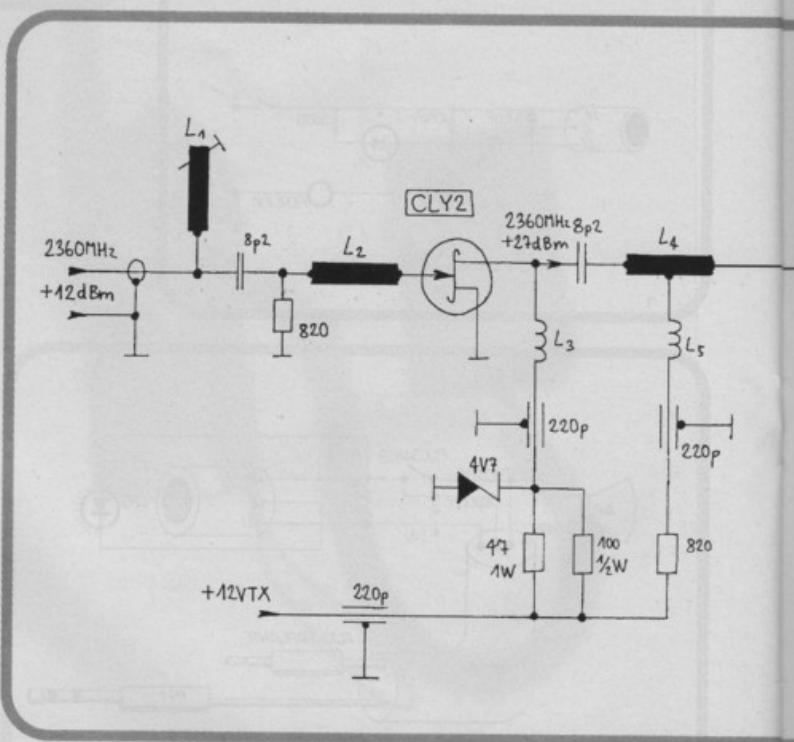 L1
CLY2
2360MHz
+12dBm
8p2
L2
2360MHz
+27dBm
8p2
L4
820
L3
L5
220p
220p
4V7
47
1W
100
1/2W
820
+12VTX
220p